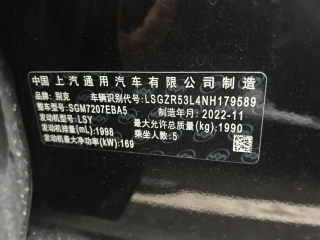 中国上汽通用汽车有限公司制造
品牌：别克 车辆识别代号：LSGZR53L4NH179589
整车型号：SGM7207EBA5 制造年月：2022-11
发动机型号：LSY 最大允许总质量(kg)：1990
发动机排量(mL)：1998 乘坐人数：5
发动机最大净功率(kW)：169